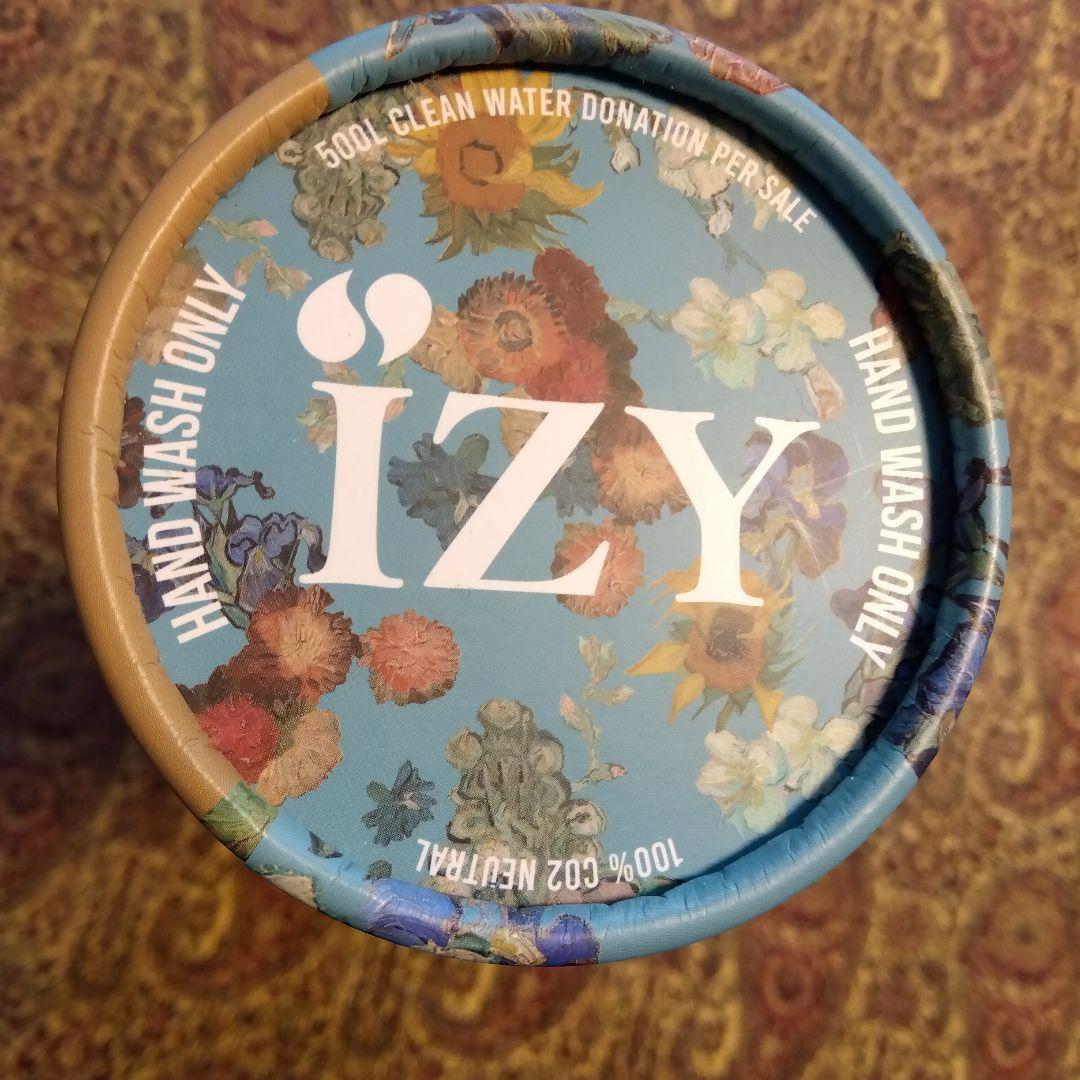 500L CLEAN WATER DONATION PER SALE
HAND WASH ONLY
IZY
HAND WASH ONLY
100% CO2 NEUTRAL